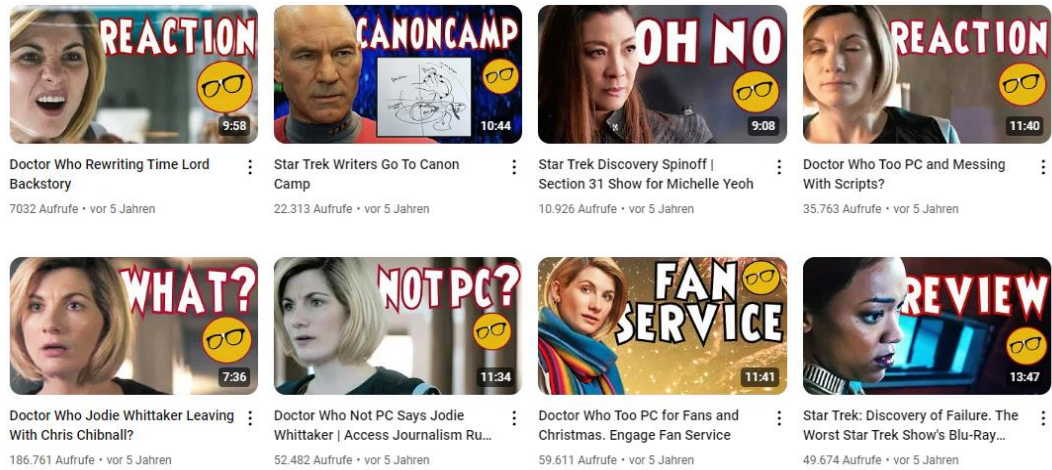 REACTION
9:58
CANONCAMP
10:44
OH NO
9:08
REACTION
11:40
Doctor Who Rewriting Time Lord
Backstory
7032 Aufrufe • vor 5 Jahren
Star Trek Writers Go To Canon
Camp
22.313 Aufrufe • vor 5 Jahren
Star Trek Discovery Spinoff |
Section 31 Show for Michelle Yeoh
10.926 Aufrufe • vor 5 Jahren
Doctor Who Too PC and Messing
With Scripts?
35.763 Aufrufe • vor 5 Jahren
WHAT?
7:36
NOT PC?
11:34
FAN
SERVICE
11:41
REVIEW
13:47
Doctor Who Jodie Whittaker Leaving
With Chris Chibnall?
186.761 Aufrufe • vor 5 Jahren
Doctor Who Not PC Says Jodie
Whittaker | Access Journalism Ru...
52.482 Aufrufe • vor 5 Jahren
Doctor Who Too PC for Fans and
Christmas. Engage Fan Service
59.611 Aufrufe • vor 5 Jahren
Star Trek: Discovery of Failure. The
Worst Star Trek Show's Blu-Ray...
49.674 Aufrufe • vor 5 Jahren